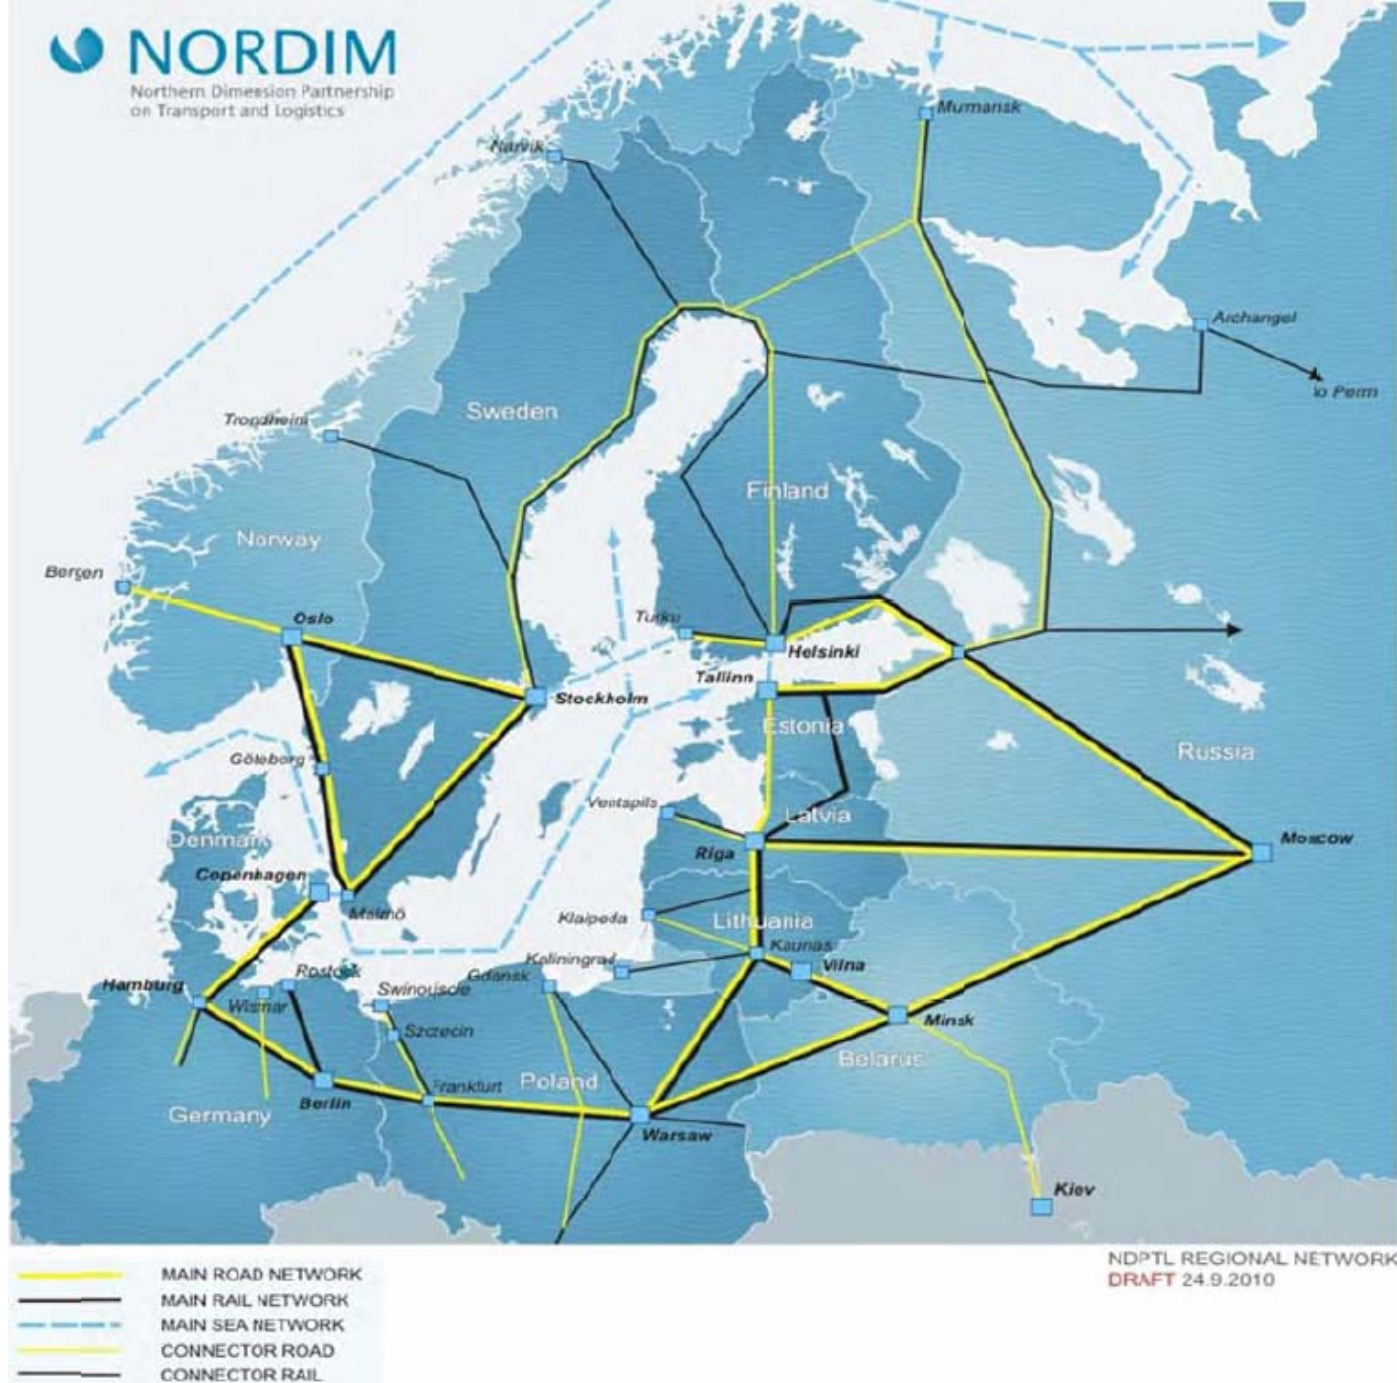 NORDIM
Northern Dimension Partnership
on Transport and Logistics
Murmansk
Narvik
Archangel
to Perm
Trondheim
Sweden
Finland
Norway
Bergen
Oslo
Turku
Helsinki
Tallinn
Stockholm
Estonia
Russia
Göteborg
Ventspils
Latvia
Denmark
Riga
Moscow
Copenhagen
Malmö
Klaipeda
Lithuania
Kaunas
Kaliningrad
Vilna
Rostock
Gdansk
Hamburg
Wismar
Swinoujscie
Szczecin
Minsk
Belarus
Frankfurt
Poland
Berlin
Germany
Warsaw
Kiev
MAIN ROAD NETWORK
MAIN RAIL NETWORK
MAIN SEA NETWORK
CONNECTOR ROAD
CONNECTOR RAIL
NDPTL REGIONAL NETWORK
DRAFT 24.9.2010